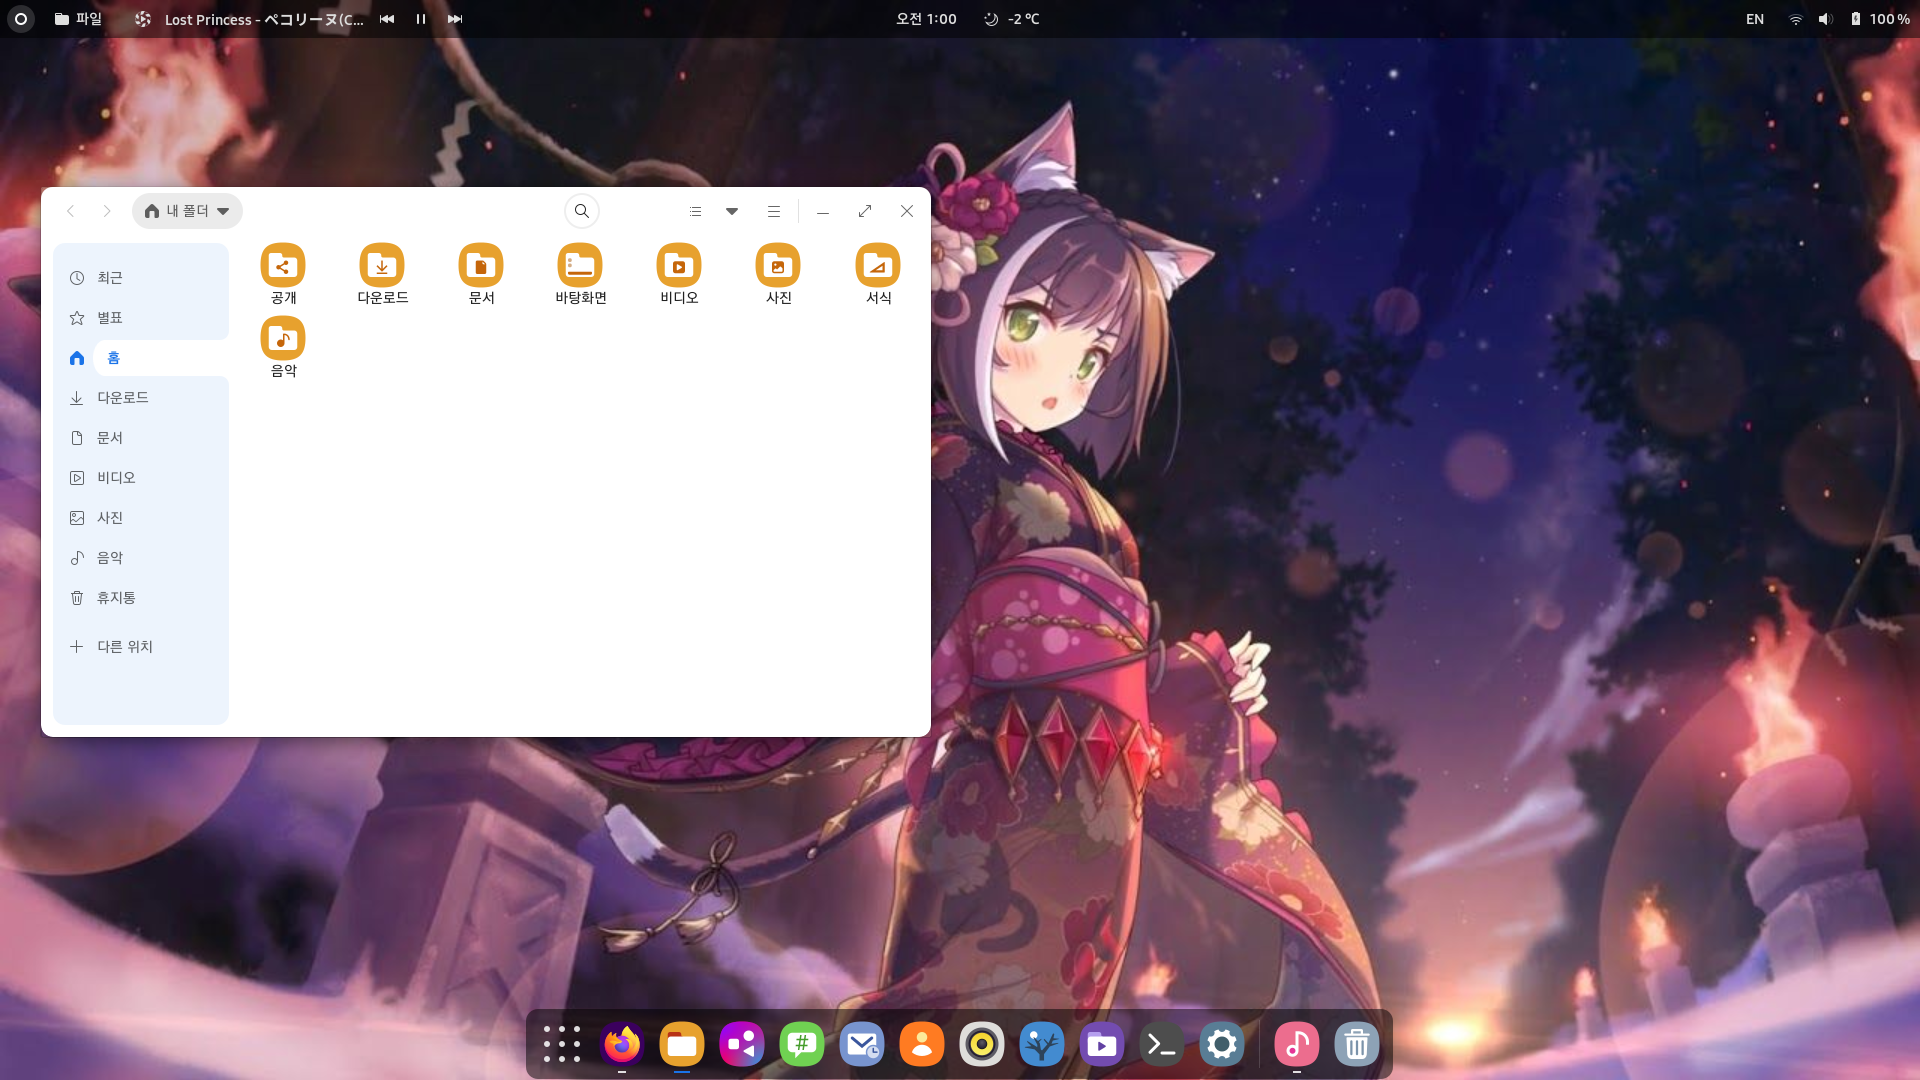 파일
Lost Princess - ペコリーヌ(C...
오전 1:00
-2 °C
EN
100 %
내 폴더
최근
별표
홈
다운로드
문서
비디오
사진
음악
휴지통
다른 위치
공개
다운로드
문서
바탕화면
비디오
사진
서식
음악
#